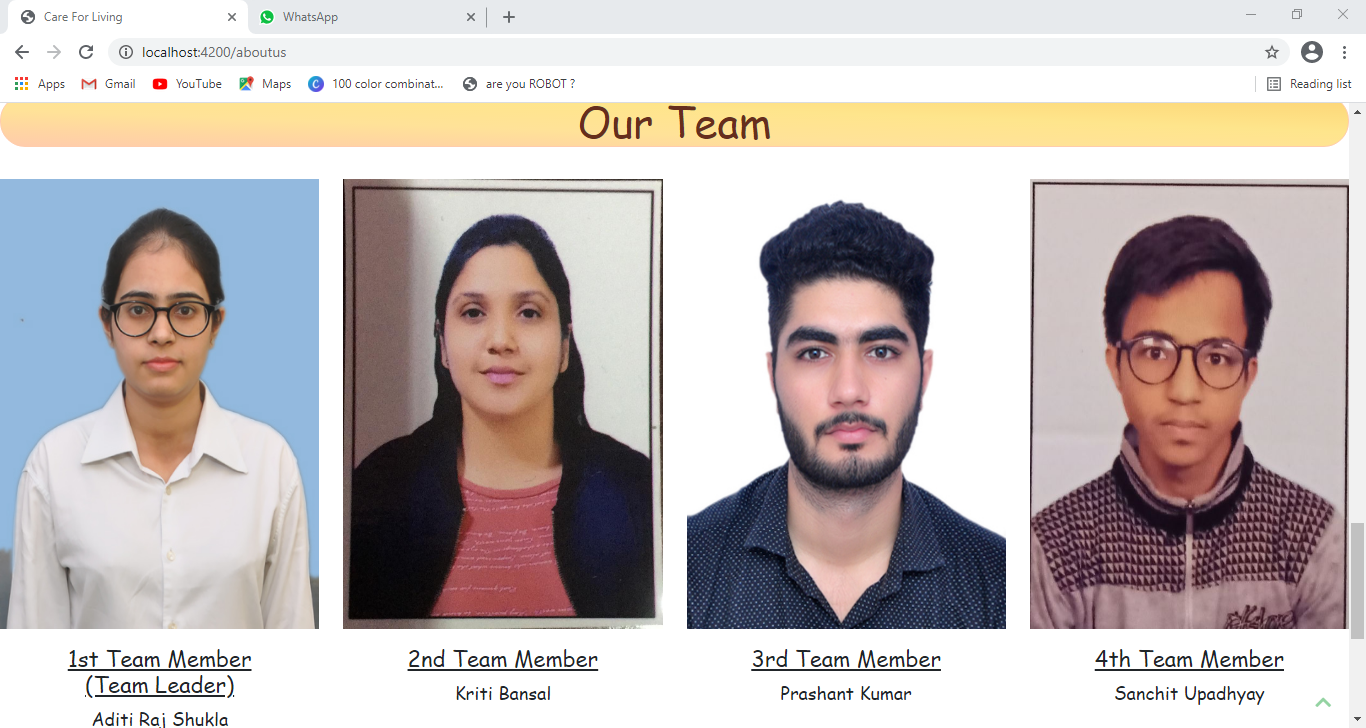 Care For Living
WhatsApp
localhost:4200/aboutus
Apps
Gmail
YouTube
Maps
100 color combinat...
are you ROBOT ?
Reading list
Our Team
1st Team Member
(Team Leader)
Aditi Raj Shukla
2nd Team Member
Kriti Bansal
3rd Team Member
Prashant Kumar
4th Team Member
Sanchit Upadhyay